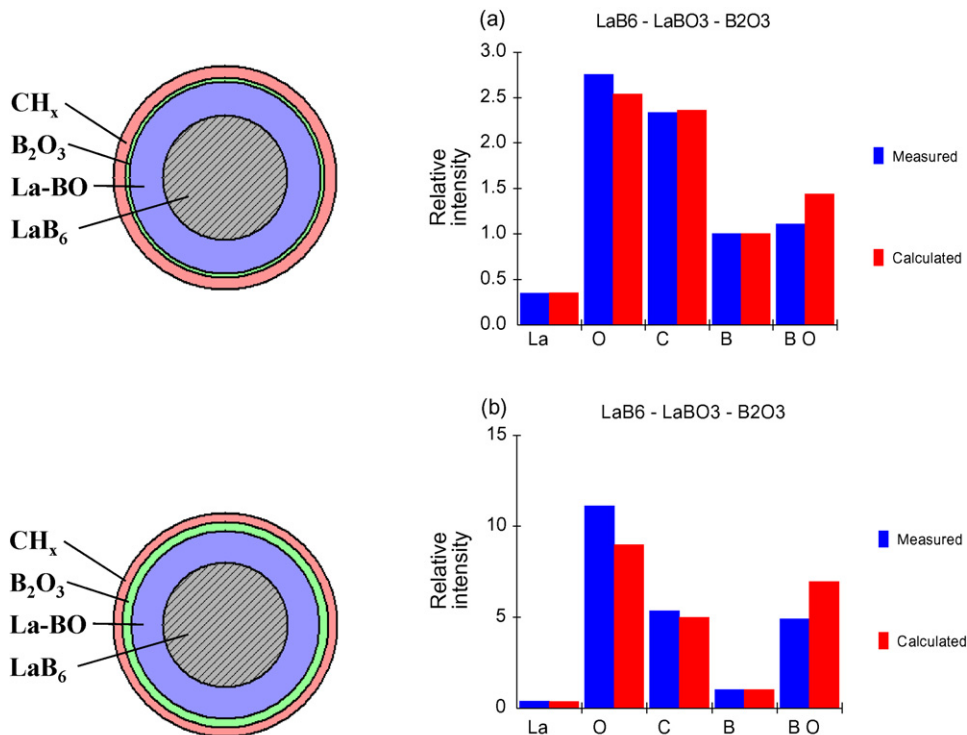 CHx
B2O3
La-BO
LaB6
(a)
LaB6 - LaBO3 - B2O3
3.0
2.5
2.0
1.5
1.0
0.5
0.0
Relative
intensity
La O C B B O
Measured
Calculated
CHx
B2O3
La-BO
LaB6
(b)
LaB6 - LaBO3 - B2O3
15
10
5
0
Relative
intensity
La O C B B O
Measured
Calculated